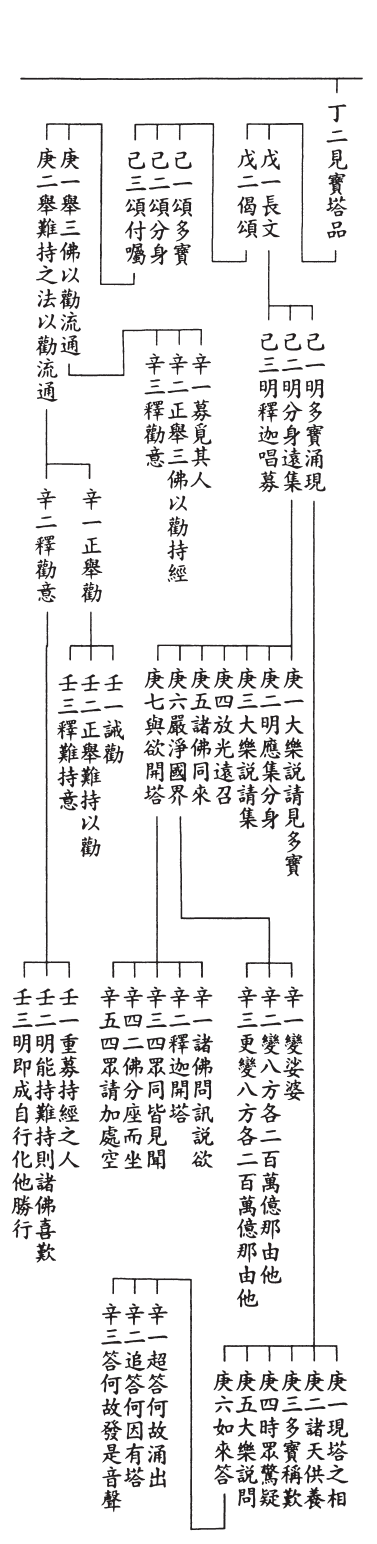 丁二見寶塔品
戊一長文
戊二偈頌
己一明多寶涌現
己二明分身遠集
己三明釋迦唱募
庚一現塔之相
庚二諸天供養
庚三多寶稱歎
庚四時眾驚疑
庚五大樂說問
庚六如來答
辛一超答何故涌出
辛二追答何因有塔
辛三答何故發是音聲
庚一大樂說請見多寶
庚二明應集分身
庚三大樂說請集
庚四放光遠召
庚五諸佛同來
庚六嚴淨國界
庚七與欲開塔
辛一變娑婆
辛二變八方各二百萬億那由他
辛三更變八方各二百萬億那由他
辛一諸佛問訊說欲
辛二釋迦開塔
辛三四眾同皆見聞
辛四二佛分座而坐
辛五四眾請加處空
己一頌多寶
己二頌分身
己三頌付囑
庚一舉三佛以勸流通
庚二舉難持之法以勸流通
辛一募覓其人
辛二正舉三佛以勸持經
辛三釋勸意
辛一正舉勸
辛二釋勸意
壬一誡勸
壬二正舉難持以勸
壬三釋難持意
壬一重募持經之人
壬二明能持難持則諸佛喜歎
壬三明即成自行化他勝行